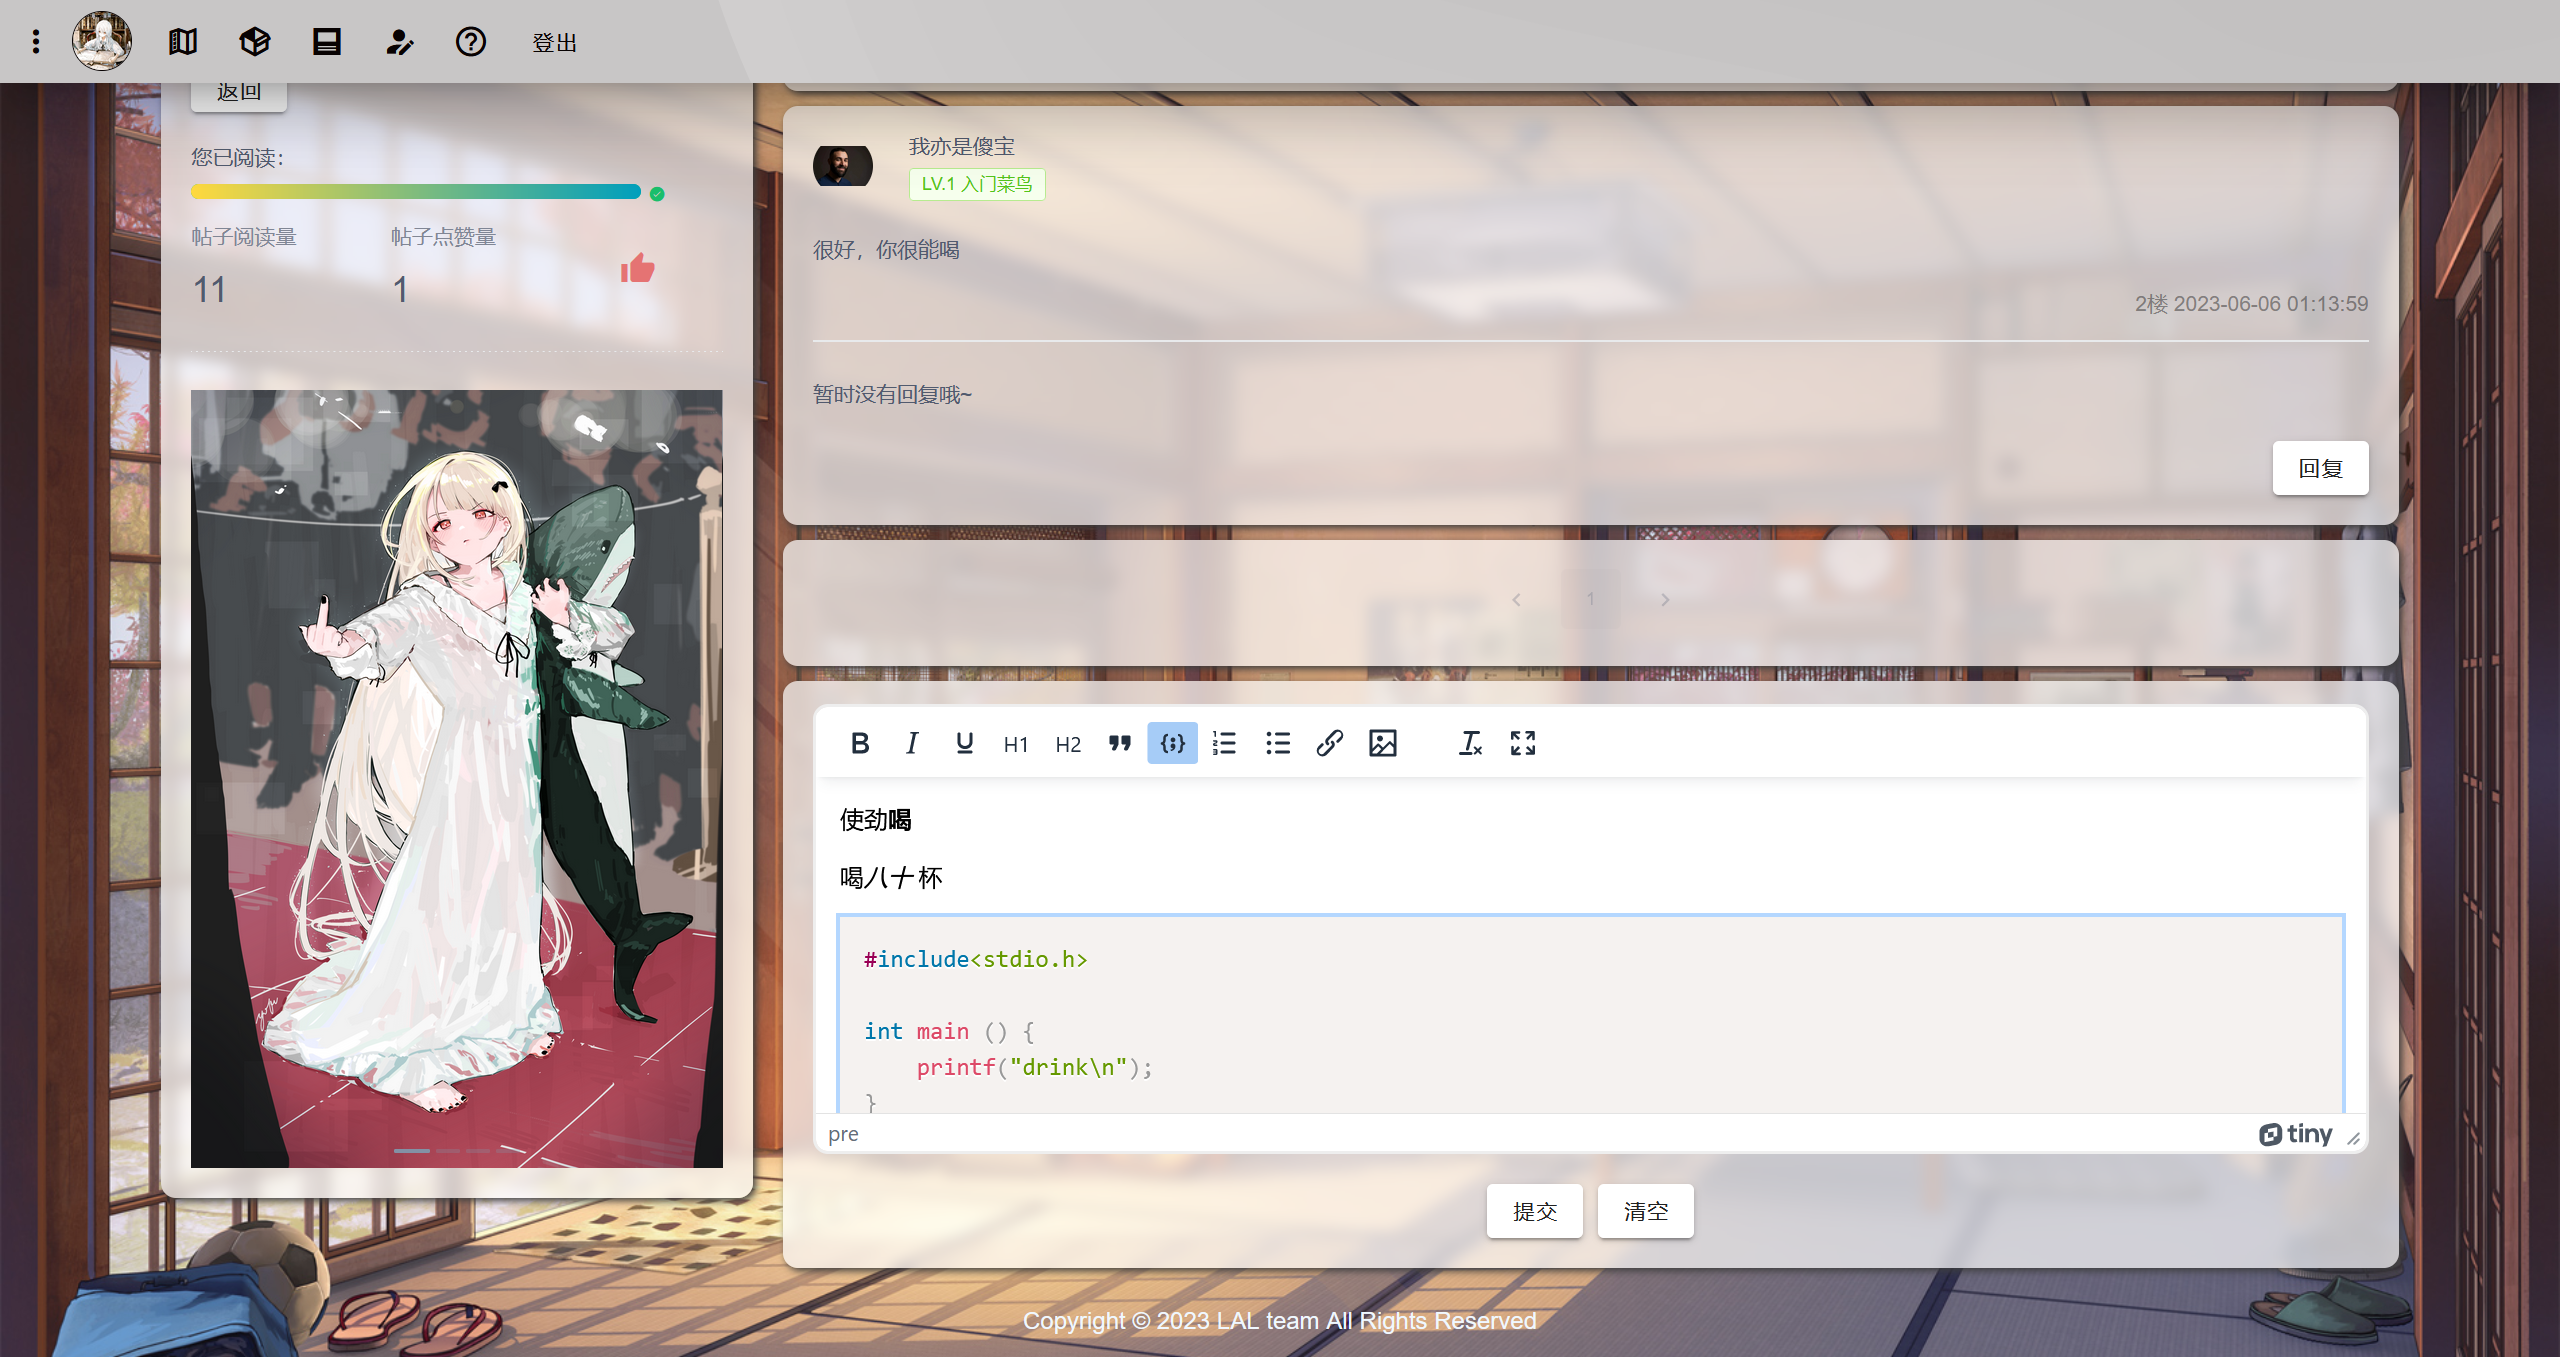 登出
返回
您已阅读：
帖子阅读量
帖子点赞量
11
1
我亦是傻宝
LV.1 入门菜鸟
很好，你很能喝
2楼 2023-06-06 01:13:59
暂时没有回复哦~
回复
1
B I U H1 H2
使劲喝
喝八十杯
#include<stdio.h>
int main () {
    printf("drink\n");
}
pre
tiny
提交
清空
Copyright © 2023 LAL team All Rights Reserved